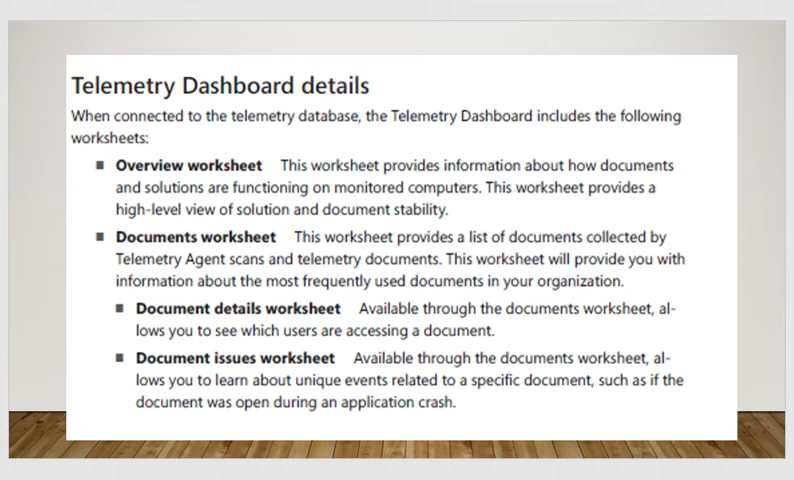 Telemetry Dashboard details
When connected to the telemetry database, the Telemetry Dashboard includes the following
worksheets:
■ Overview worksheet This worksheet provides information about how documents
and solutions are functioning on monitored computers. This worksheet provides a
high-level view of solution and document stability.
■ Documents worksheet This worksheet provides a list of documents collected by
Telemetry Agent scans and telemetry documents. This worksheet will provide you with
information about the most frequently used documents in your organization.
■ Document details worksheet Available through the documents worksheet, al-
lows you to see which users are accessing a document.
■ Document issues worksheet Available through the documents worksheet, al-
lows you to learn about unique events related to a specific document, such as if the
document was open during an application crash.